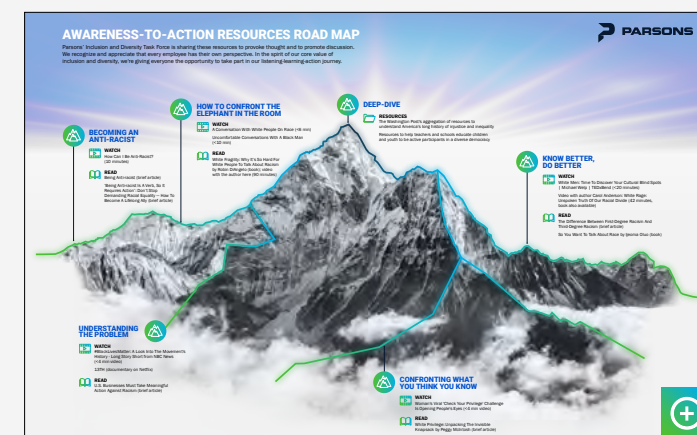 AWARENESS-TO-ACTION RESOURCES ROAD MAP
Parsons' Inclusion and Diversity Task Force is sharing these resources to provoke thought and to promote discussion.
We recognize and appreciate that every employee has their own perspective. In the spirit of our core value of
inclusion and diversity, we're giving everyone the opportunity to take part in our listening-learning-action journey.
PARSONS
BECOMING AN
ANTI-RACIST
WATCH
How Can I Be Anti-Racist?
(10 minutes)
READ
Being Antiracist (brief article)
'Being Antiracist Is A Verb, So It
Requires Action': Don't Stop
Demanding Racial Equality — How To
Become A Lifelong Ally (brief article)
HOW TO CONFRONT THE
ELEPHANT IN THE ROOM
WATCH
A Conversation With White People On Race (<6 min)
Uncomfortable Conversations With A Black Man
(<10 min)
READ
White Fragility: Why It's So Hard For
White People To Talk About Racism
by Robin DiAngelo (book); video
with the author here (80 minutes)
DEEP-DIVE
RESOURCES
The Washington Post's aggregation of resources to
understand America's long history of injustice and inequality
Resources to help teachers and schools educate children
and youth to be active participants in a diverse democracy
KNOW BETTER,
DO BETTER
WATCH
White Men: Time To Discover Your Cultural Blind Spots
| Michael Welp | TEDxBend (<20 minutes)
Video with author Carol Anderson: White Rage:
Unspoken Truth Of Our Racial Divide (42 minutes,
book also available)
READ
The Difference Between First-Degree Racism And
Third-Degree Racism (brief article)
So You Want To Talk About Race by Ijeoma Oluo (book)
UNDERSTANDING
THE PROBLEM
WATCH
#BlackLivesMatter: A Look Into The Movement's
History - Long Story Short from NBC News
(<4 min video)
13TH (documentary on Netflix)
READ
U.S. Businesses Must Take Meaningful
Action Against Racism (brief article)
CONFRONTING WHAT
YOU THINK YOU KNOW
WATCH
Woman's Viral 'Check Your Privilege' Challenge
Is Opening People's Eyes (<4 min video)
READ
White Privilege: Unpacking The Invisible
Knapsack by Peggy McIntosh (brief article)